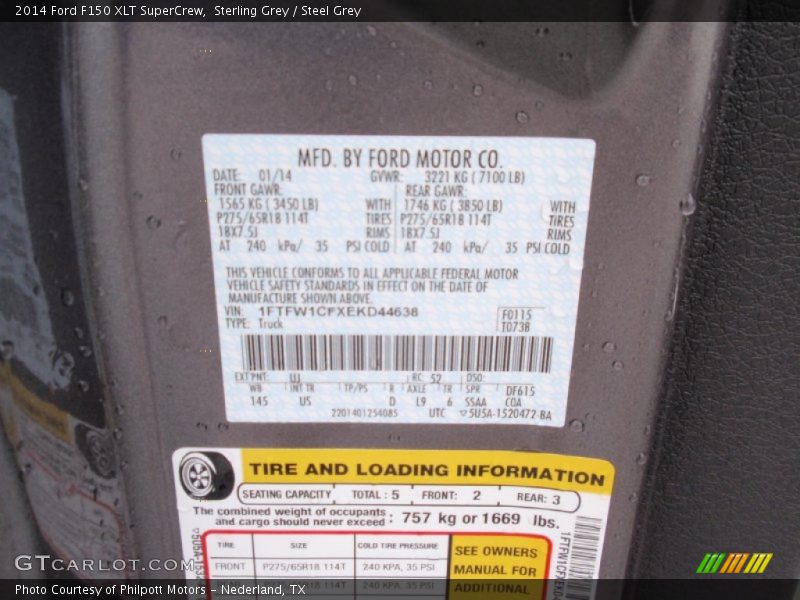 2014 Ford F150 XLT SuperCrew,  Sterling Grey / Steel Grey
MFD. BY FORD MOTOR CO.
DATE: 01/14 GVWR: 3221 KG ( 7100 LB)
FRONT GAWR: REAR GAWR:
1565 KG ( 3450 LB) WITH 1746 KG ( 3850 LB) WITH
P275/65R18 114T TIRES P275/65R18 114T TIRES
18X7.5J RIMS 18X7.5J RIMS
AT 240 kPa/ 35 PSI COLD AT 240 kPa/ 35 PSI COLD
THIS VEHICLE CONFORMS TO ALL APPLICABLE FEDERAL MOTOR
VEHICLE SAFETY STANDARDS IN EFFECT ON THE DATE OF
MANUFACTURE SHOWN ABOVE.
VIN: 1FTFW1CFXEKD44638 F0115
TYPE: Truck T0738
EXT PNT: UJ RC: 52 DSO:
WB INT TR TP/PS R AXLE TR SPR DF615
145 US D L9 6 SSAA COA
2201401254085 UTC 5U5A-1520472-BA
TIRE AND LOADING INFORMATION
SEATING CAPACITY TOTAL : 5 FRONT: 2 REAR: 3
The combined weight of occupants
and cargo should never exceed : 757 kg or 1669 lbs.
TIRE SIZE COLD TIRE PRESSURE SEE OWNERS
FRONT P275/65R18 114T 240 KPA, 35 PSI MANUAL FOR
P275/65R18 114T 240 KPA, 35 PSI ADDITIONAL
GTcarlot.com
Photo Courtesy of Philpott Motors - Nederland, TX